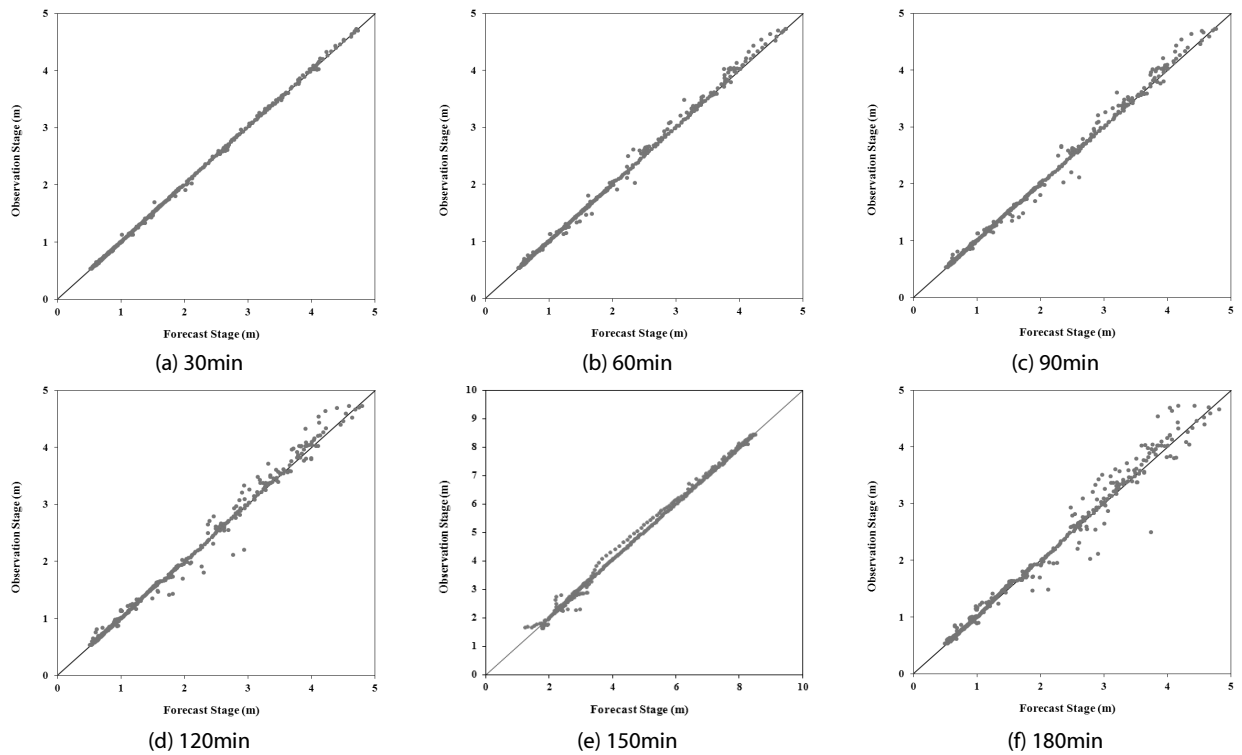 5
4
3
2
1
0
Observation Stage (m)
0 1 2 3 4 5
Forecast Stage (m)
(a) 30min
5
4
3
2
1
0
Observation Stage (m)
0 1 2 3 4 5
Forecast Stage (m)
(b) 60min
5
4
3
2
1
0
Observation Stage (m)
0 1 2 3 4 5
Forecast Stage (m)
(c) 90min
5
4
3
2
1
0
Observation Stage (m)
0 1 2 3 4 5
Forecast Stage (m)
(d) 120min
10
9
8
7
6
5
4
3
2
1
0
Observation Stage (m)
0 2 4 6 8 10
Forecast Stage (m)
(e) 150min
5
4
3
2
1
0
Observation Stage (m)
0 1 2 3 4 5
Forecast Stage (m)
(f) 180min